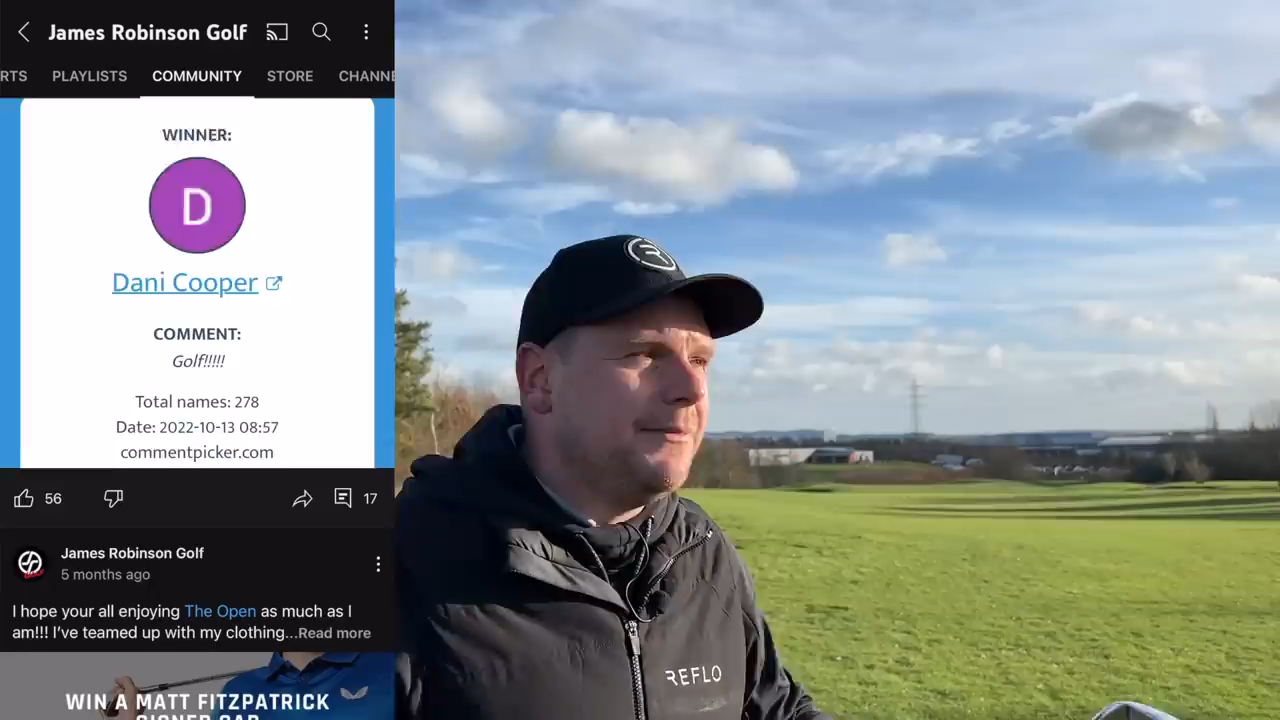 James Robinson Golf
RTS PLAYLISTS COMMUNITY STORE CHANNE
WINNER:
D
Dani Cooper
COMMENT:
Golf!!!!!
Total names: 278
Date: 2022-10-13 08:57
commentpicker.com
56 17
James Robinson Golf
5 months ago
I hope your all enjoying The Open as much as I
am!!! I've teamed up with my clothing...Read more
WIN A MATT FITZPATRICK
SIGNED CAP
REFLO